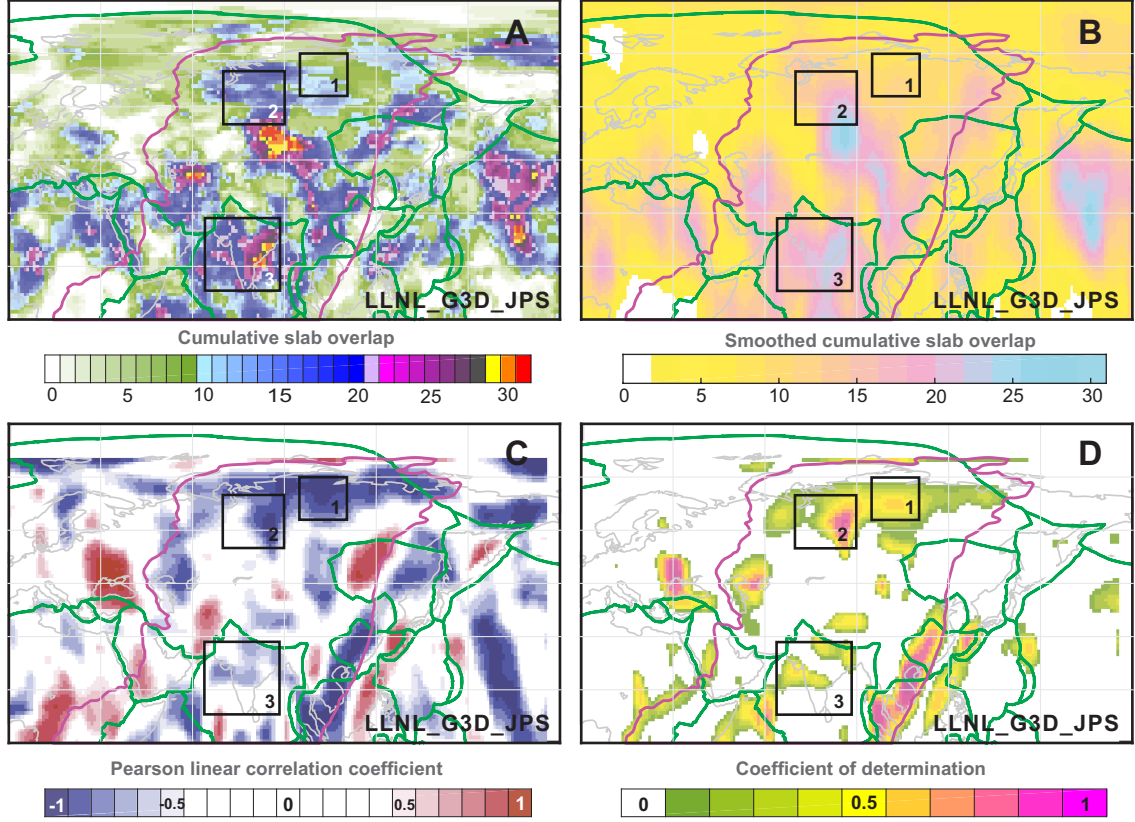 A
1
2
3
LLNL_G3D_JPS
Cumulative slab overlap
0 5 10 15 20 25 30
B
1
2
3
LLNL_G3D_JPS
Smoothed cumulative slab overlap
0 5 10 15 20 25 30
C
1
2
3
LLNL_G3D_JPS
Pearson linear correlation coefficient
-1 -0.5 0 0.5 1
D
1
2
3
LLNL_G3D_JPS
Coefficient of determination
0 0.5 1